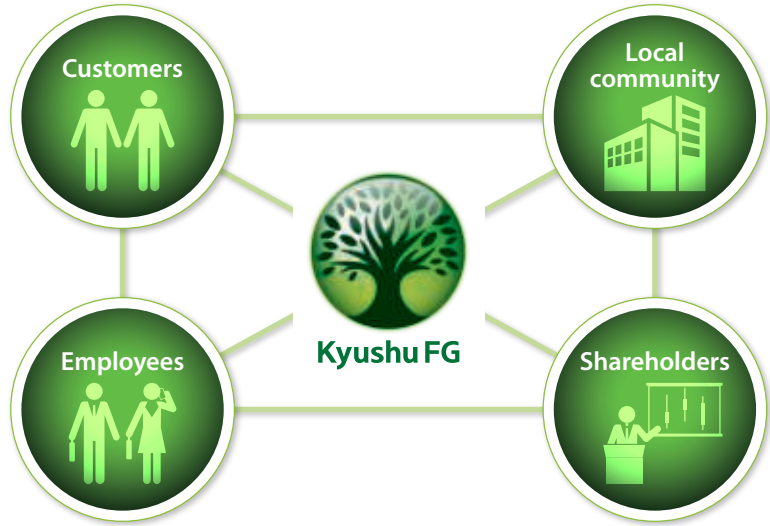 Customers
Local
community
Kyushu FG
Employees
Shareholders